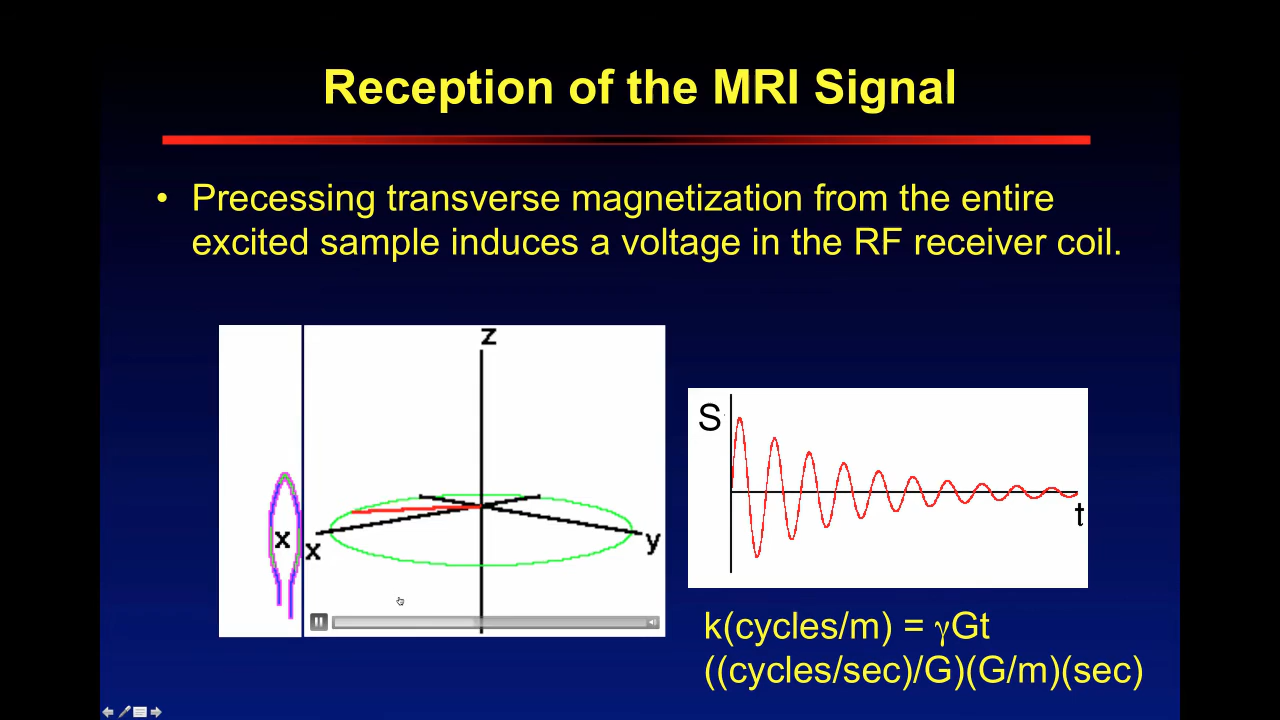 Reception of the MRI Signal
• Precessing transverse magnetization from the entire
excited sample induces a voltage in the RF receiver coil.
z
x
x
y
S
t
k(cycles/m) = γGt
((cycles/sec)/G)(G/m)(sec)